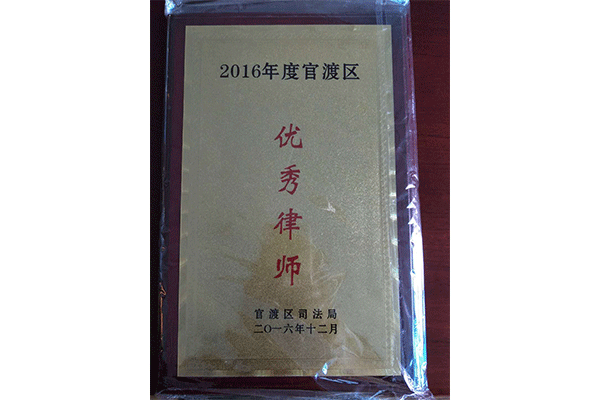 2016年度官渡区
优秀律师
官渡区司法局
二〇一六年十二月